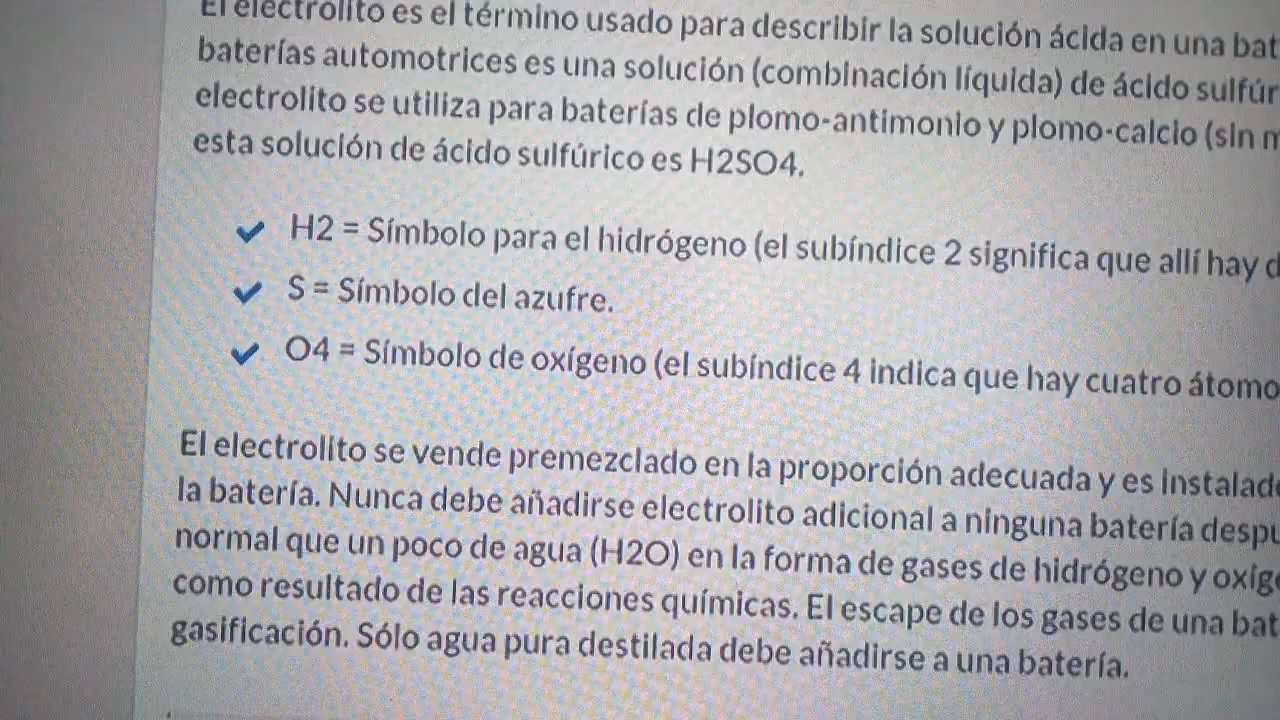 El electrolito es el término usado para describir la solución ácida en una bat
baterías automotrices es una solución (combinación líquida) de ácido sulfúr
electrolito se utiliza para baterías de plomo-antimonio y plomo-calcio (sin m
esta solución de ácido sulfúrico es H2SO4.
✔ H2 = Símbolo para el hidrógeno (el subíndice 2 significa que allí hay d
✔ S = Símbolo del azufre.
✔ O4 = Símbolo de oxígeno (el subíndice 4 indica que hay cuatro átomo
El electrolito se vende premezclado en la proporción adecuada y es instalad
la batería. Nunca debe añadirse electrolito adicional a ninguna batería despu
normal que un poco de agua (H2O) en la forma de gases de hidrógeno y oxíg
como resultado de las reacciones químicas. El escape de los gases de una bat
gasificación. Sólo agua pura destilada debe añadirse a una batería.